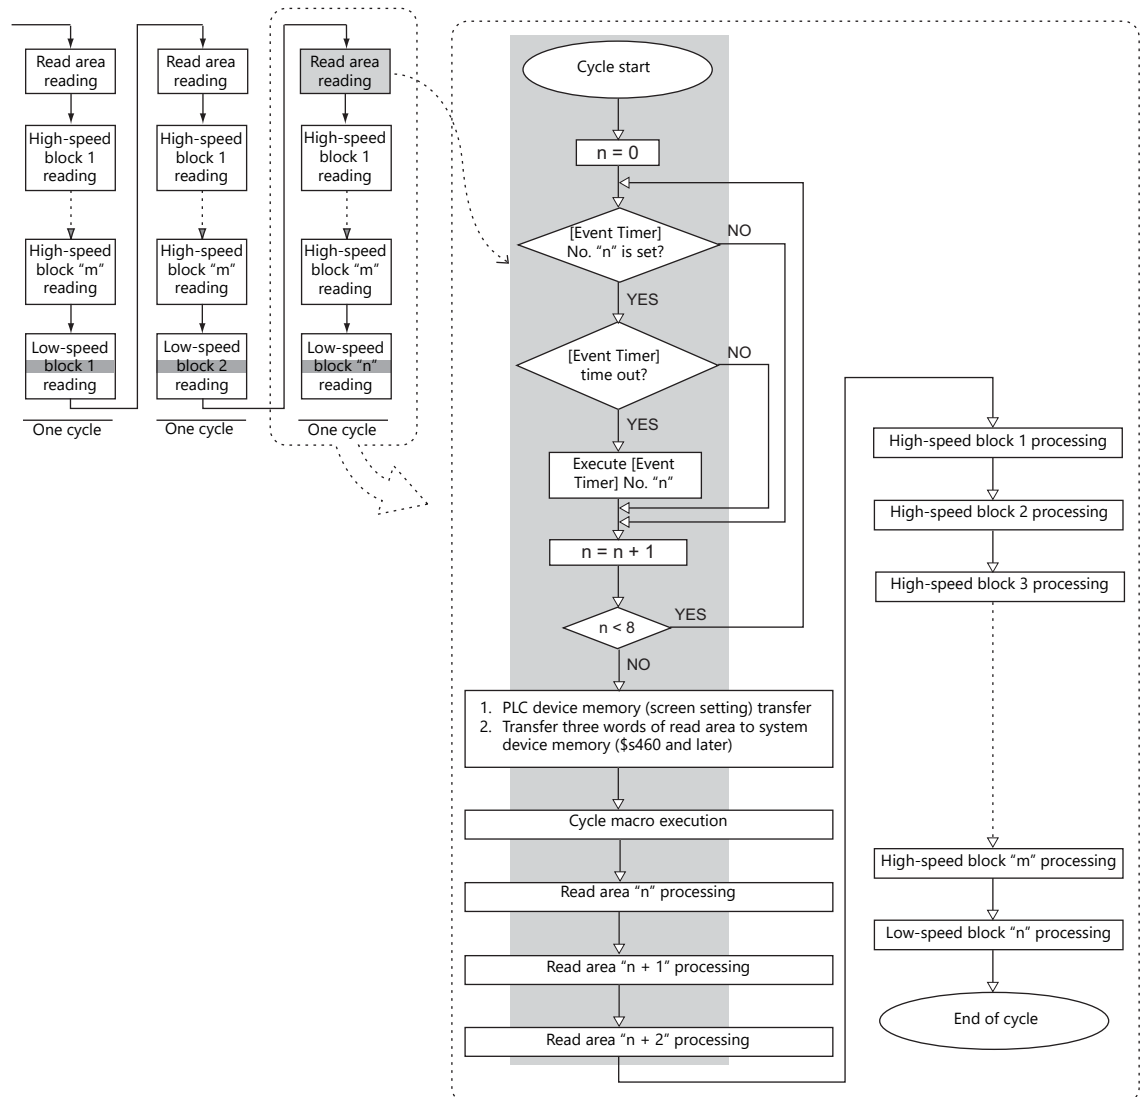 Read area
reading
High-speed
block 1
reading
High-speed
block “m”
reading
Low-speed
block 1
reading
One cycle
Read area
reading
High-speed
block 1
reading
High-speed
block “m”
reading
Low-speed
block 2
reading
One cycle
Read area
reading
High-speed
block 1
reading
High-speed
block “m”
reading
Low-speed
block “n”
reading
One cycle
Cycle start
n = 0
[Event Timer]
No. “n” is set?
NO
YES
[Event Timer]
time out?
NO
YES
Execute [Event
Timer] No. “n”
n = n + 1
n < 8
YES
NO
1. PLC device memory (screen setting) transfer
2. Transfer three words of read area to system
device memory ($s460 and later)
Cycle macro execution
Read area “n” processing
Read area “n + 1” processing
Read area “n + 2” processing
High-speed block 1 processing
High-speed block 2 processing
High-speed block 3 processing
High-speed block “m” processing
Low-speed block “n” processing
End of cycle